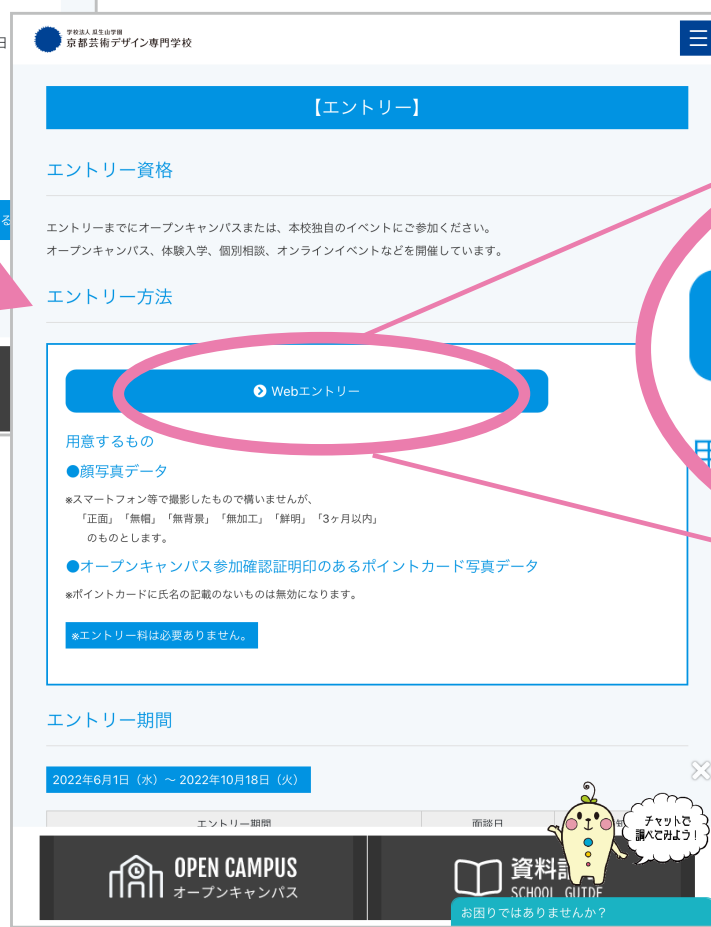 日
学校法人 瓜生山学園
京都芸術デザイン専門学校
【エントリー】
エントリー資格
る
エントリーまでにオープンキャンパスまたは、本校独自のイベントにご参加ください。
オープンキャンパス、体験入学、個別相談、オンラインイベントなどを開催しています。
エントリー方法
Webエントリー
用意するもの
●顔写真データ
※スマートフォン等で撮影したもので構いませんが、
「正面」「無帽」「無背景」「無加工」「鮮明」「3ヶ月以内」
のものとします。
●オープンキャンパス参加確認証明印のあるポイントカード写真データ
※ポイントカードに氏名の記載のないものは無効になります。
※エントリー料は必要ありません。
エントリー期間
2022年6月1日（水）～ 2022年10月18日（火）
エントリー期間
面談日
チャットで
調べてみよう！
OPEN CAMPUS
オープンキャンパス
資料請
SCHOOL GUIDE
お困りではありませんか？